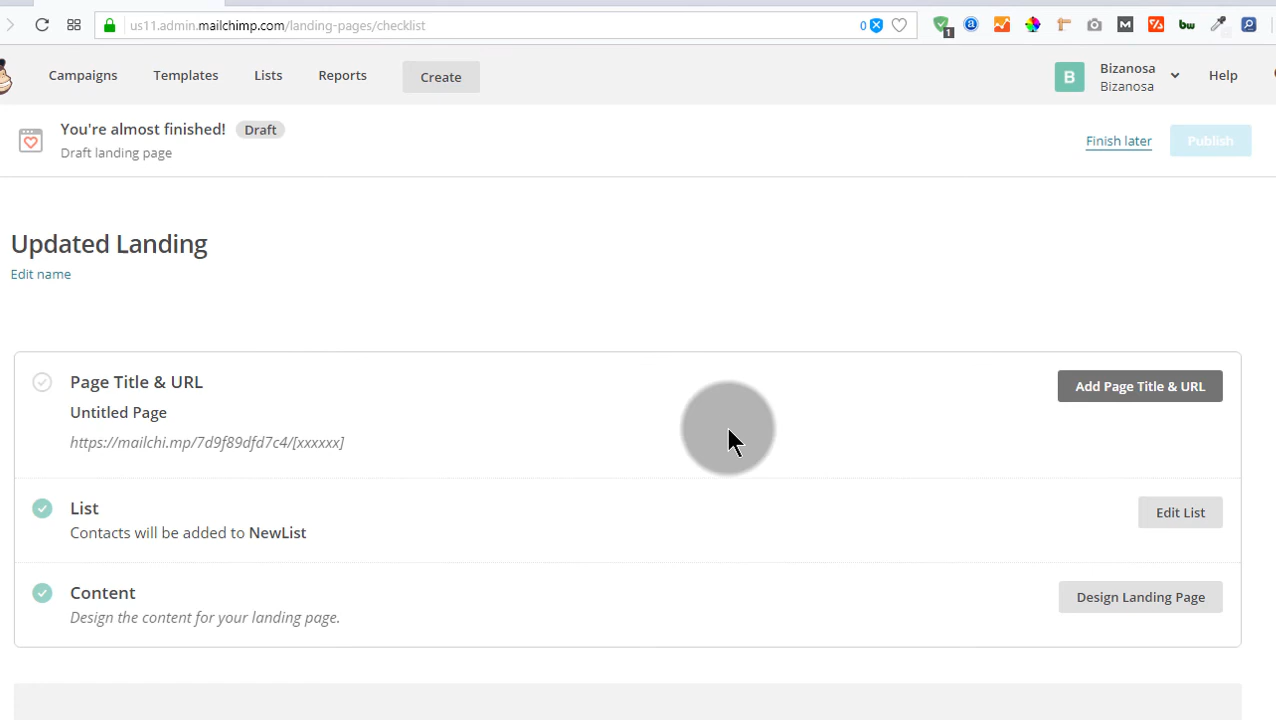 us11.admin.mailchimp.com/landing-pages/checklist
0
1
M
bw
Campaigns Templates Lists Reports Create
B
Bizanosa
Bizanosa
Help
You're almost finished! Draft
Draft landing page
Finish later
Publish
Updated Landing
Edit name
Page Title & URL
Add Page Title & URL
Untitled Page
https://mailchi.mp/7d9f89dfd7c4/[xxxxxx]
List
Edit List
Contacts will be added to NewList
Content
Design Landing Page
Design the content for your landing page.